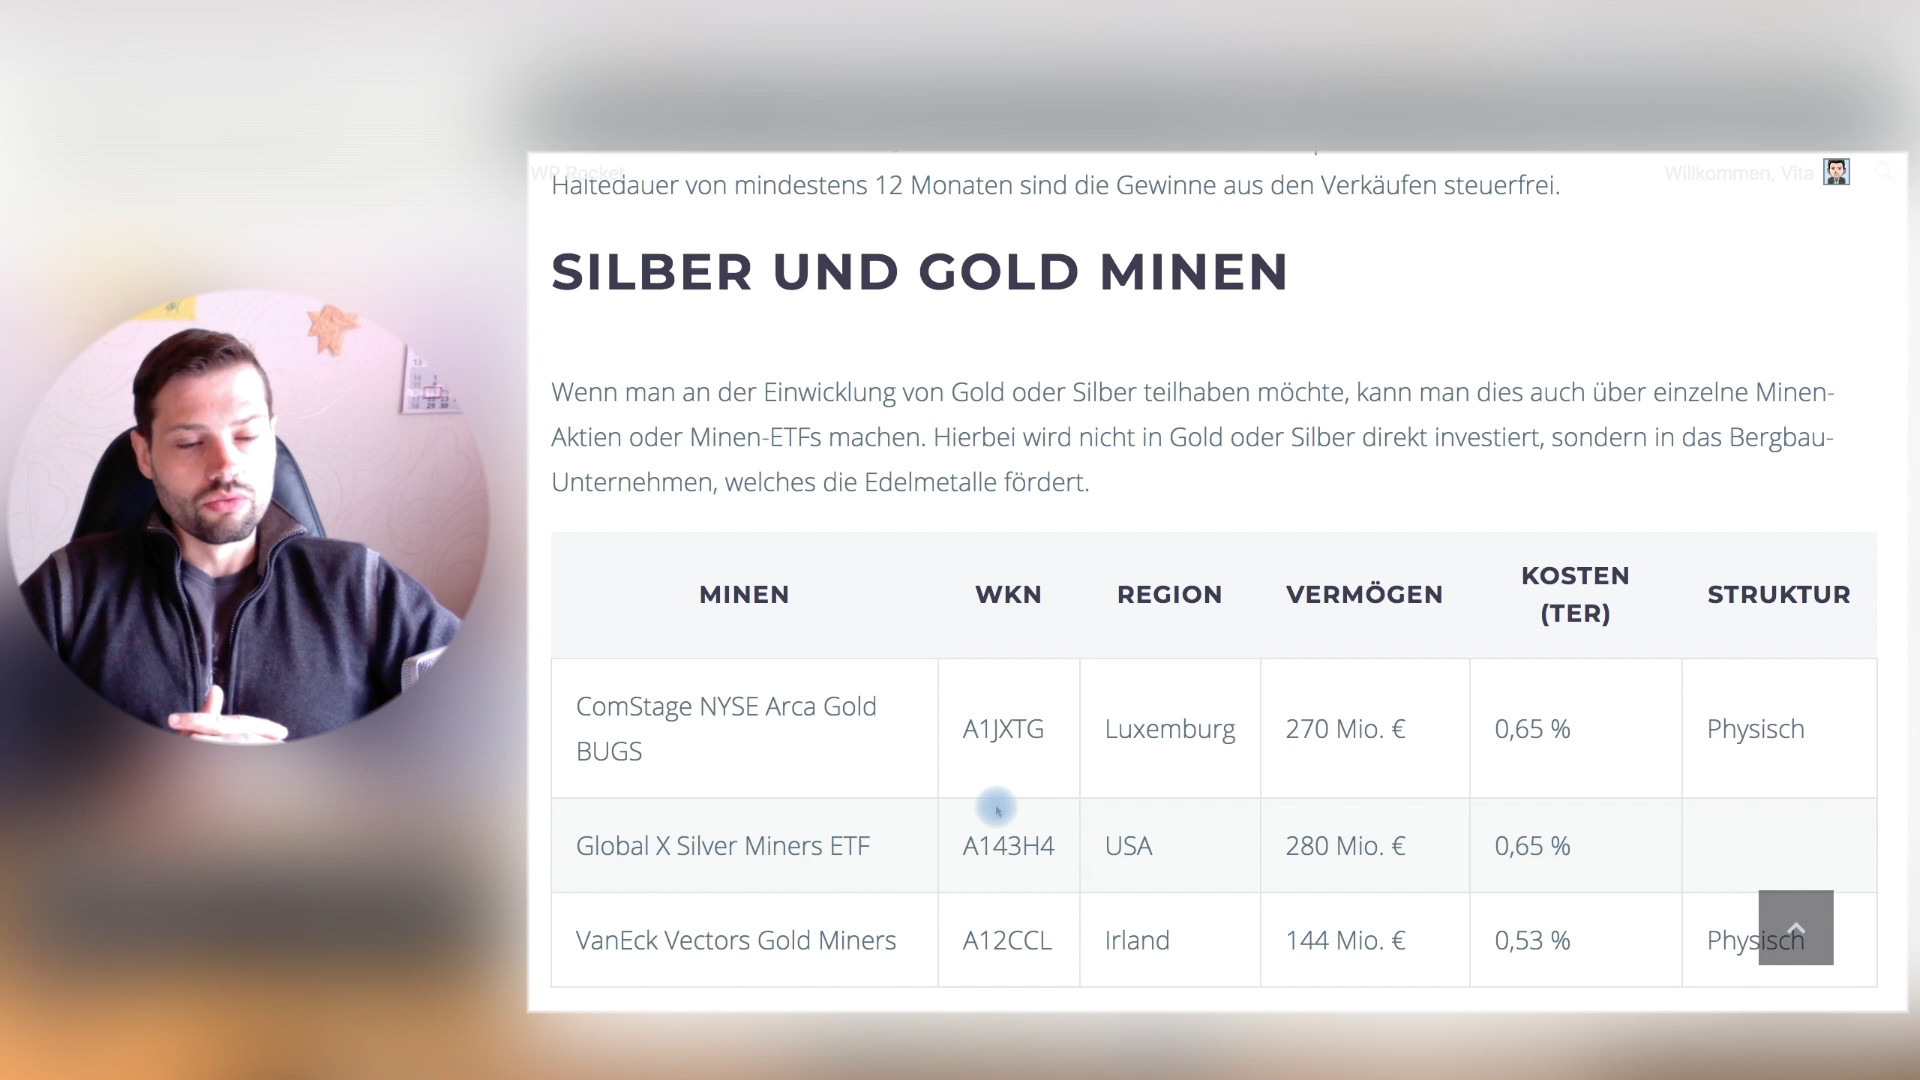 WP Rocket
Willkommen, Vita
Haltedauer von mindestens 12 Monaten sind die Gewinne aus den Verkäufen steuerfrei.
SILBER UND GOLD MINEN
Wenn man an der Einwicklung von Gold oder Silber teilhaben möchte, kann man dies auch über einzelne Minen-
Aktien oder Minen-ETFs machen. Hierbei wird nicht in Gold oder Silber direkt investiert, sondern in das Bergbau-
Unternehmen, welches die Edelmetalle fördert.
MINEN WKN REGION VERMÖGEN KOSTEN (TER) STRUKTUR
ComStage NYSE Arca Gold
BUGS
A1JXTG Luxemburg 270 Mio. € 0,65 % Physisch
Global X Silver Miners ETF A143H4 USA 280 Mio. € 0,65 %
VanEck Vectors Gold Miners A12CCL Irland 144 Mio. € 0,53 % Physisch